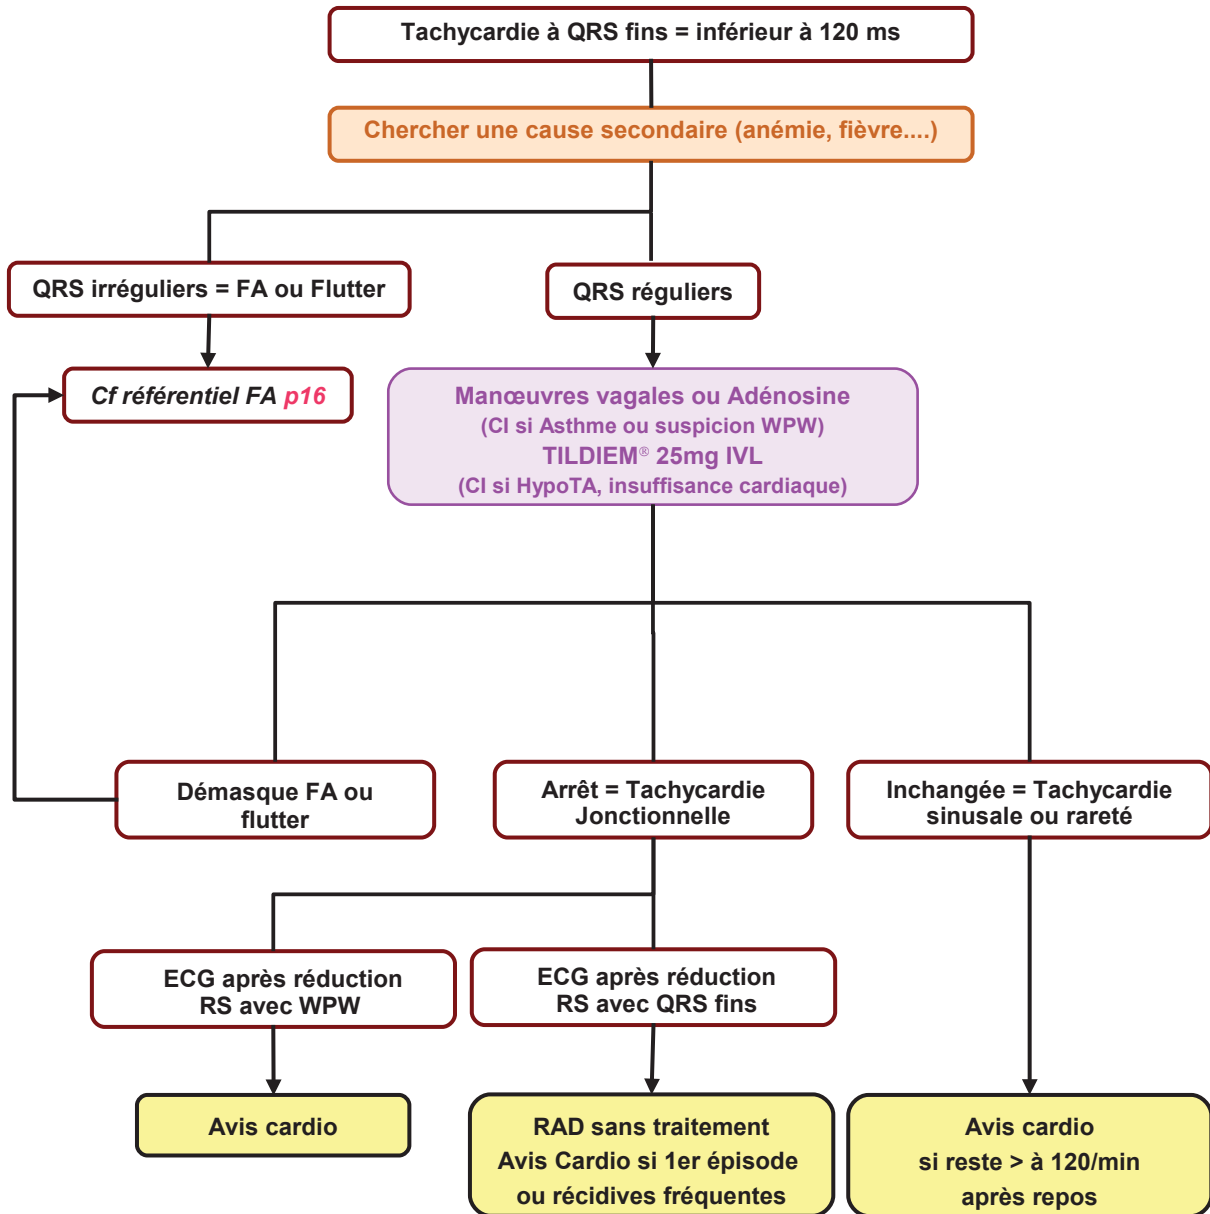 Tachycardie à QRS fins = inférieur à 120 ms
Chercher une cause secondaire (anémie, fièvre....)
QRS irréguliers = FA ou Flutter
QRS réguliers
Cf référentiel FA p16
Manœuvres vagales ou Adénosine
(CI si Asthme ou suspicion WPW)
TILDIEM® 25mg IVL
(CI si HypoTA, insuffisance cardiaque)
Démasque FA ou
flutter
Arrêt = Tachycardie
Jonctionnelle
Inchangée = Tachycardie
sinusale ou rareté
ECG après réduction
RS avec WPW
ECG après réduction
RS avec QRS fins
Avis cardio
RAD sans traitement
Avis Cardio si 1er épisode
ou récidives fréquentes
Avis cardio
si reste > à 120/min
après repos